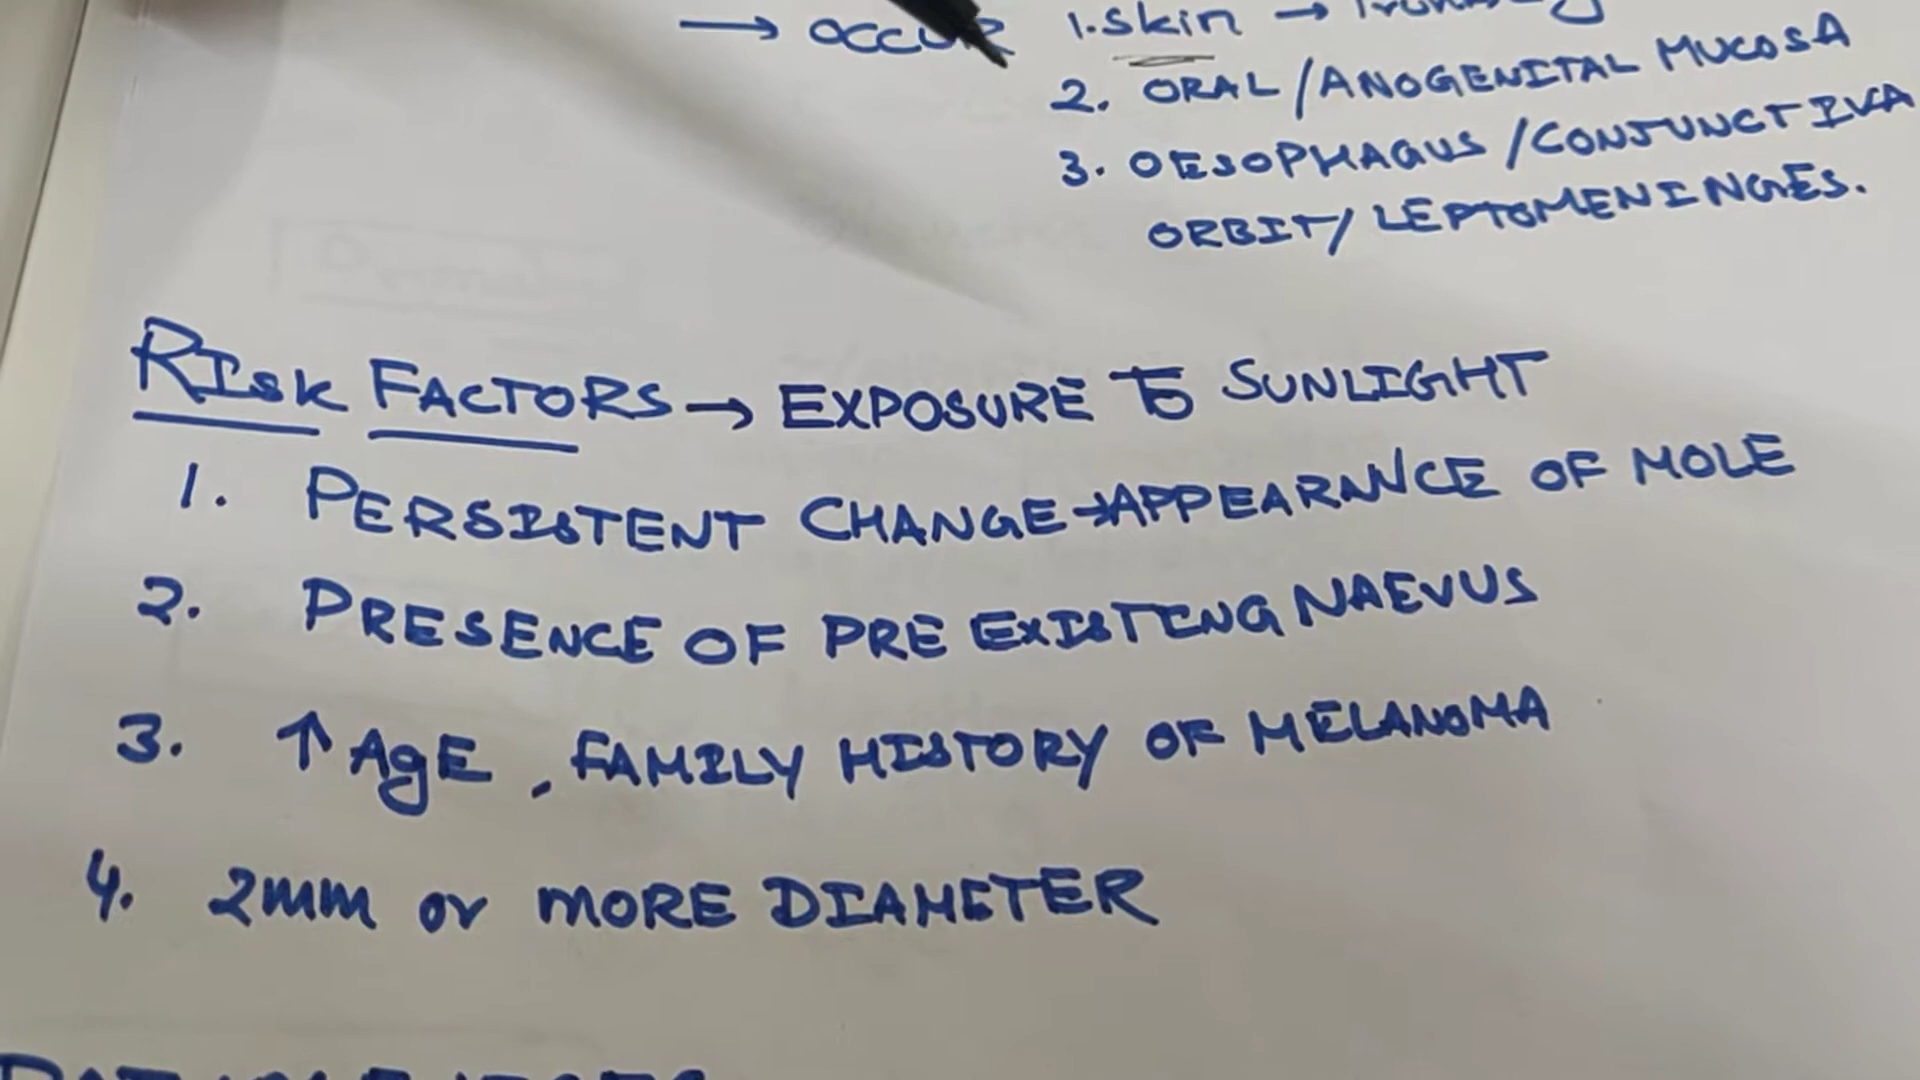 → OCCUR 1. Skin →
2. ORAL / ANOGENITAL MUCOSA
3. OESOPHAGUS / CONJUNCTIVA
ORBIT / LEPTOMENINGES.
RISK FACTORS → EXPOSURE TO SUNLIGHT
1. PERSISTENT CHANGE → APPEARANCE OF MOLE
2. PRESENCE OF PRE EXISTING NAEVUS
3. ↑ AgE, FAMILY HISTORY OF MELANOMA
4. 2mm or MORE DIAMETER